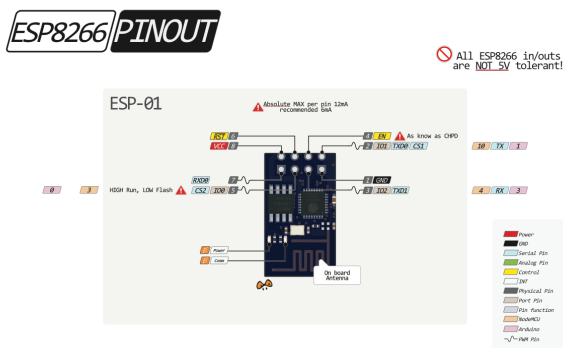 ESP8266 PINOUT
All ESP8266 in/outs
are NOT 5V tolerant!
ESP-01
Absolute MAX per pin 12mA
recommended 6mA
RST 6
VCC 8
4 EN As know as CHPD
2 IO1 TXD0 CS1
10 TX 1
RXD0 7
1 GND
0 3 HIGH Run, LOW Flash CS2 IO0 5
3 IO2 TXD1
4 RX 3
Power
Comm
On board
Antenna
Power
GND
Serial Pin
Analog Pin
Control
INT
Physical Pin
Port Pin
Pin function
NodeMCU
Arduino
PWM Pin